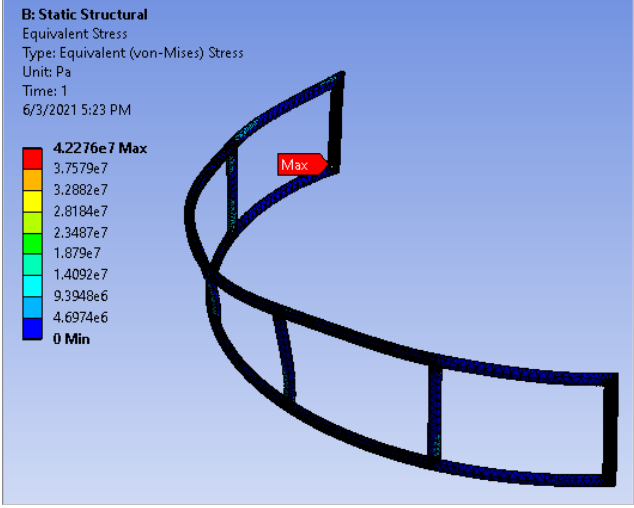 B: Static Structural
Equivalent Stress
Type: Equivalent (von-Mises) Stress
Unit: Pa
Time: 1
6/3/2021 5:23 PM
4.2276e7 Max
3.7579e7
3.2882e7
2.8184e7
2.3487e7
1.879e7
1.4092e7
9.3948e6
4.6974e6
0 Min
Max